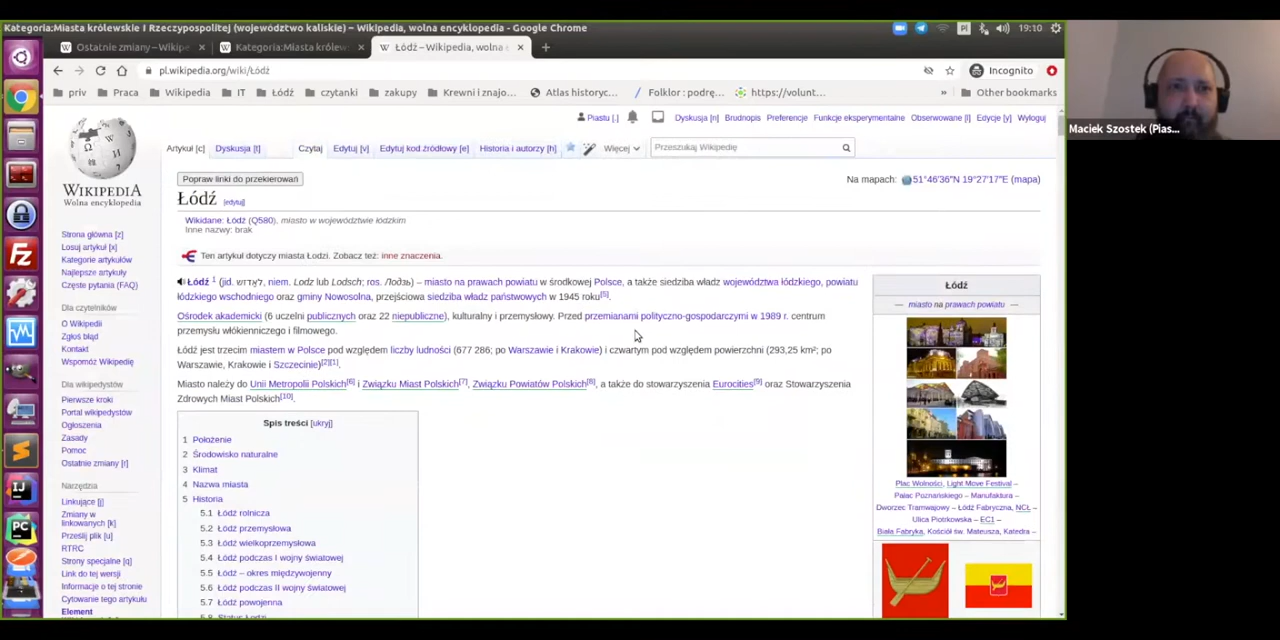 Kategoria:Miasta królewskie I Rzeczypospolitej (województwo kaliskie) – Wikipedia, wolna encyklopedia - Google Chrome
Pl
19:10
Ostatnie zmiany – Wikipe
Kategoria:Miasta królew
Łódź – Wikipedia, wolna e
pl.wikipedia.org/wiki/Łódź
Incognito
priv
Praca
Wikipedia
IT
Łódź
czytanki
zakupy
Krewni i znajo...
Atlas historyc...
Folklor : podrę...
https://volunt...
»
Other bookmarks
Piastu [.]
Dyskusja [n]
Brudnopis
Preferencje
Funkcje eksperymentalne
Obserwowane [l]
Edycje [y]
Wyloguj
Artykuł [c]
Dyskusja [t]
Czytaj
Edytuj [v]
Edytuj kod źródłowy [e]
Historia i autorzy [h]
Więcej
Przeszukaj Wikipedię
Maciek Szostek (Pias...
WIKIPEDIA
Wolna encyklopedia
Popraw linki do przekierowań
Na mapach: 51°46′36″N 19°27′17″E (mapa)
Łódź [edytuj]
Wikidane: Łódź (Q580), miasto w województwie łódzkim
Inne nazwy: brak
Ten artykuł dotyczy miasta Łodzi. Zobacz też: inne znaczenia.
Łódź 1 (jid. לאָדזש, niem. Lodz lub Lodsch; ros. Лодзь) – miasto na prawach powiatu w środkowej Polsce, a także siedziba władz województwa łódzkiego, powiatu
łódzkiego wschodniego oraz gminy Nowosolna, przejściowa siedziba władz państwowych w 1945 roku[5].
Ośrodek akademicki (6 uczelni publicznych oraz 22 niepubliczne), kulturalny i przemysłowy. Przed przemianami polityczno-gospodarczymi w 1989 r. centrum
przemysłu włókienniczego i filmowego.
Łódź jest trzecim miastem w Polsce pod względem liczby ludności (677 286; po Warszawie i Krakowie) i czwartym pod względem powierzchni (293,25 km²; po
Warszawie, Krakowie i Szczecinie)[2][1].
Miasto należy do Unii Metropolii Polskich[6] i Związku Miast Polskich[7], Związku Powiatów Polskich[8], a także do stowarzyszenia Eurocities[9] oraz Stowarzyszenia
Zdrowych Miast Polskich[10].
Spis treści [ukryj]
1 Położenie
2 Środowisko naturalne
3 Klimat
4 Nazwa miasta
5 Historia
5.1 Łódź rolnicza
5.2 Łódź przemysłowa
5.3 Łódź wielkoprzemysłowa
5.4 Łódź podczas I wojny światowej
5.5 Łódź – okres międzywojenny
5.6 Łódź podczas II wojny światowej
5.7 Łódź powojenna
5.8 Status Łodzi
Strona główna [z]
Losuj artykuł [x]
Kategorie artykułów
Najlepsze artykuły
Częste pytania (FAQ)
Dla czytelników
O Wikipedii
Zgłoś błąd
Kontakt
Wspomóż Wikipedię
Dla wikipedystów
Pierwsze kroki
Portal wikipedystów
Ogłoszenia
Zasady
Pomoc
Ostatnie zmiany [r]
Narzędzia
Linkujące [j]
Zmiany w
linkowanych [k]
Prześlij plik [u]
RTRC
Strony specjalne [q]
Link do tej wersji
Informacje o tej stronie
Cytowanie tego artykułu
Element
Łódź
— miasto na prawach powiatu —
Plac Wolności, Light Move Festival –
Pałac Poznańskiego – Manufaktura –
Dworzec Tramwajowy – Łódź Fabryczna, NCŁ –
Ulica Piotrkowska – EC1 –
Biała Fabryka, Kościół św. Mateusza, Katedra –